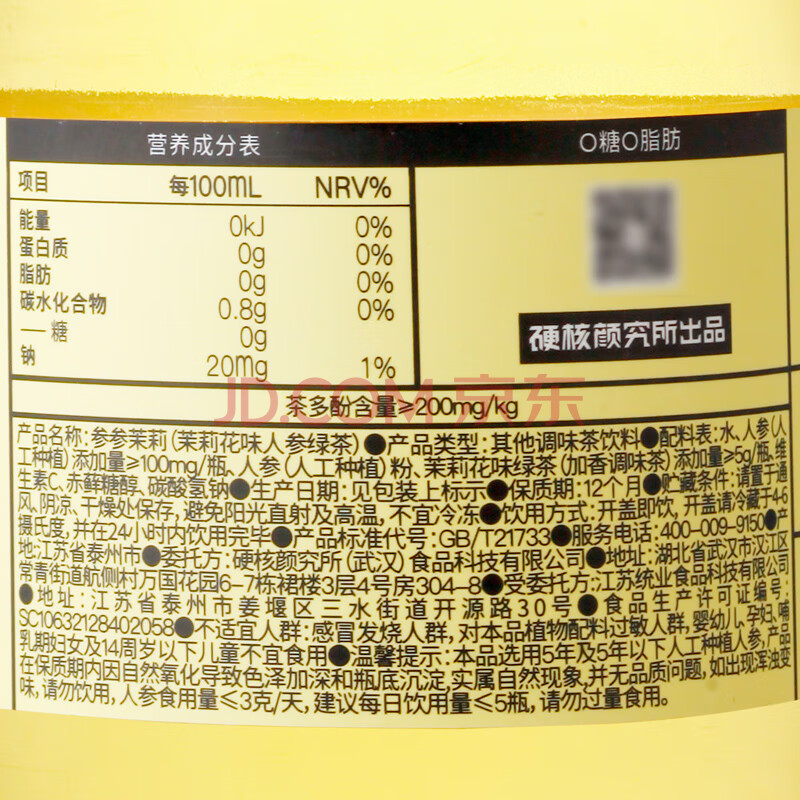 营养成分表
项目 每100mL NRV%
能量 0kJ 0%
蛋白质 0g 0%
脂肪 0g 0%
碳水化合物 0.8g 0%
—糖 0g
钠 20mg 1%
0糖0脂肪
硬核颜究所出品
JD.COM 京东
茶多酚含量≥200mg/kg
产品名称:参参茉莉(茉莉花味人参绿茶)●产品类型:其他调味茶饮料●配料表:水、人参(人
工种植)添加量≥100mg/瓶、人参(人工种植)粉、茉莉花味绿茶(加香调味茶)添加量≥5g/瓶、维
生素C、赤藓糖醇、碳酸氢钠●生产日期:见包装上标示●保质期:12个月●贮藏条件:请置于通
风、阴凉、干燥处保存,避免阳光直射及高温,不宜冷冻●饮用方式:开盖即饮,开盖请冷藏于4-6
摄氏度,并在24小时内饮用完毕●产品标准代号:GB/T21733●服务电话:400-009-9150●产
地:江苏省泰州市●委托方:硬核颜究所(武汉)食品科技有限公司●地址:湖北省武汉市汉江区
常青街道航侧村万国花园6-7栋裙楼3层4号房304-8●受委托方:江苏统业食品科技有限公司
●地址:江苏省泰州市姜堰区三水街道开源路30号●食品生产许可证编号:
SC10632128402058●不适宜人群:感冒发烧人群,对本品植物配料过敏人群,婴幼儿、孕妇、哺
乳期妇女及14周岁以下儿童不宜食用●温馨提示:本品选用5年及5年以下人工种植人参,产品
在保质期内因自然氧化导致色泽加深和瓶底沉淀,实属自然现象,并无品质问题,如出现浑浊变
味,请勿饮用,人参食用量≤3克/天,建议每日饮用量≤5瓶,请勿过量食用。